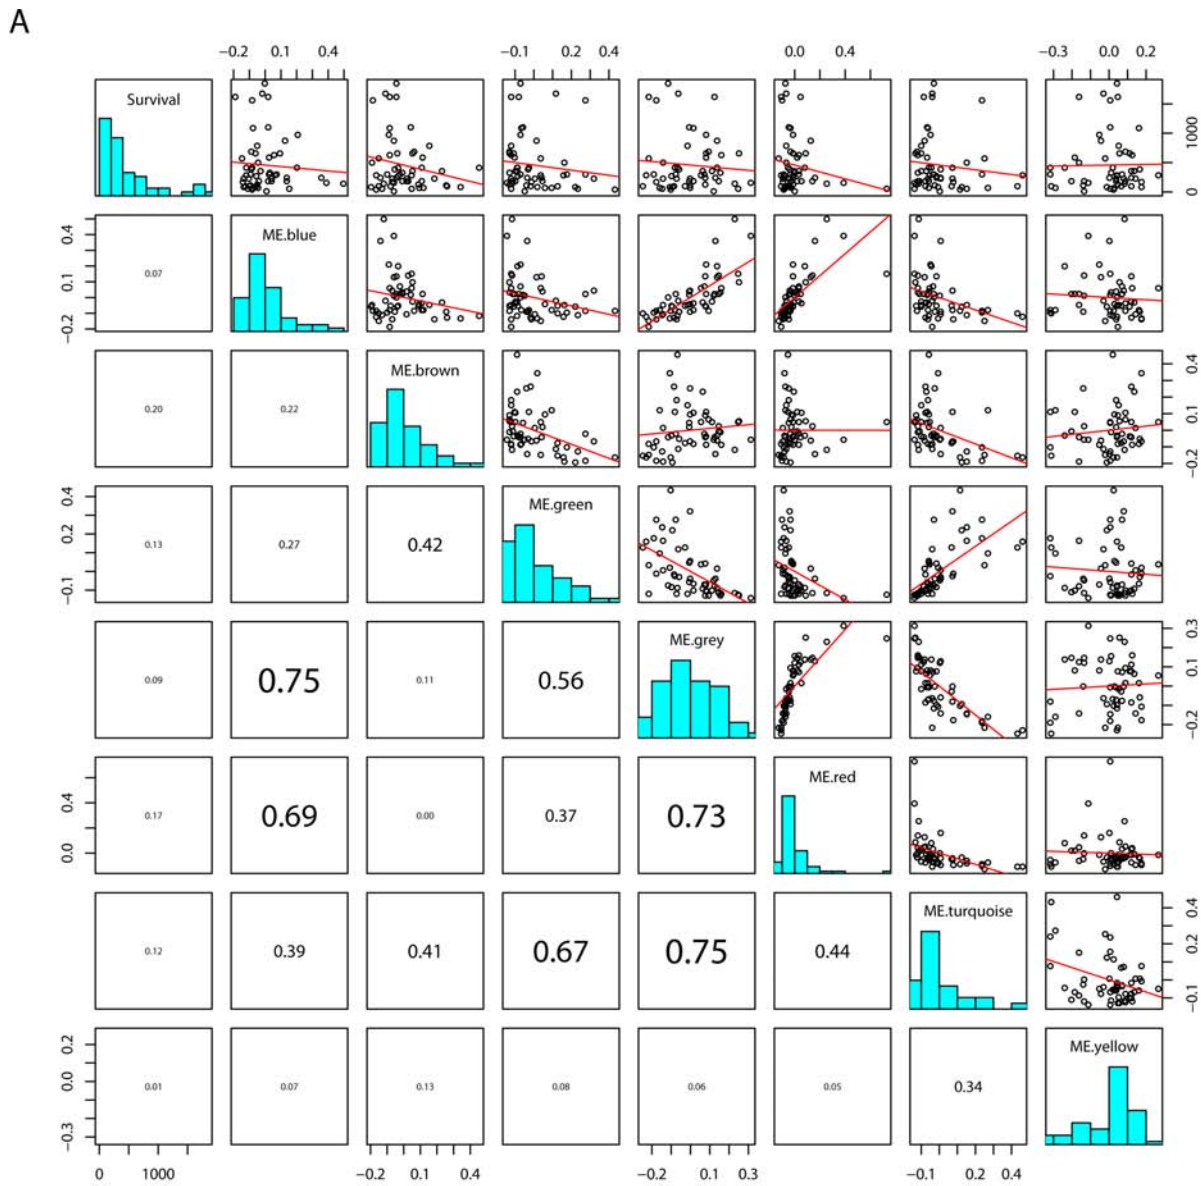 A
−0.2 0.1 0.4 −0.1 0.2 0.4 0.0 0.4 −0.3 0.0 0.2
Survival
0 1000
−0.2 0.1 0.4
0.07
ME.blue
0.20 0.22
ME.brown
−0.2 0.1 0.4
−0.1 0.2 0.4
0.13 0.27 0.42
ME.green
0.09 0.75 0.11 0.56
ME.grey
−0.2 0.1 0.3
0.0 0.4
0.17 0.69 0.00 0.37 0.73
ME.red
0.12 0.39 0.41 0.67 0.75 0.44
ME.turquoise
−0.1 0.2 0.4
−0.3 0.0 0.2
0.01 0.07 0.13 0.08 0.06 0.05 0.34
ME.yellow
0 1000 −0.2 0.1 0.4 −0.2 0.1 0.3 −0.1 0.2 0.4